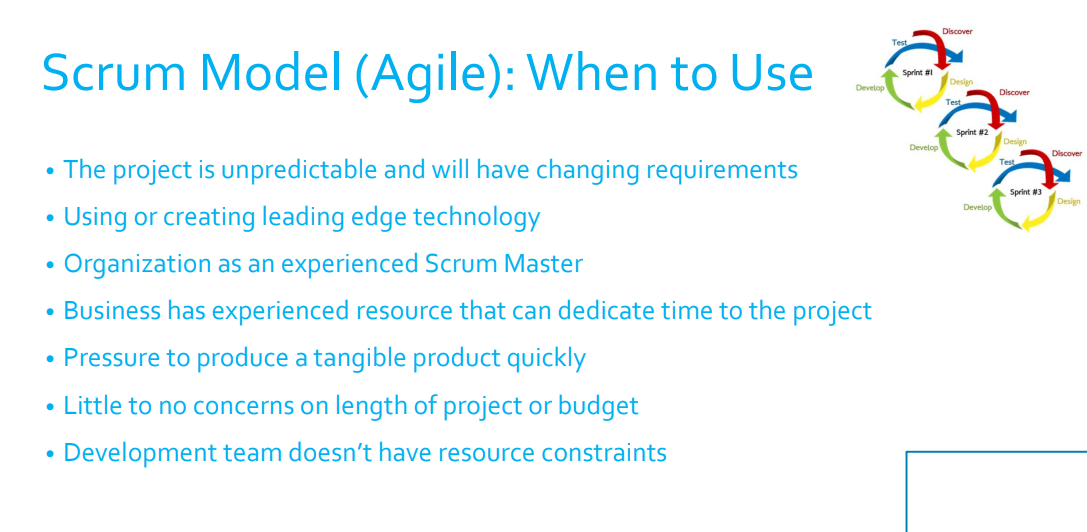 Scrum Model (Agile): When to Use
• The project is unpredictable and will have changing requirements
• Using or creating leading edge technology
• Organization as an experienced Scrum Master
• Business has experienced resource that can dedicate time to the project
• Pressure to produce a tangible product quickly
• Little to no concerns on length of project or budget
• Development team doesn’t have resource constraints
Discover
Test
Sprint #1
Design
Develop
Discover
Test
Sprint #2
Design
Develop
Discover
Test
Sprint #3
Design
Develop